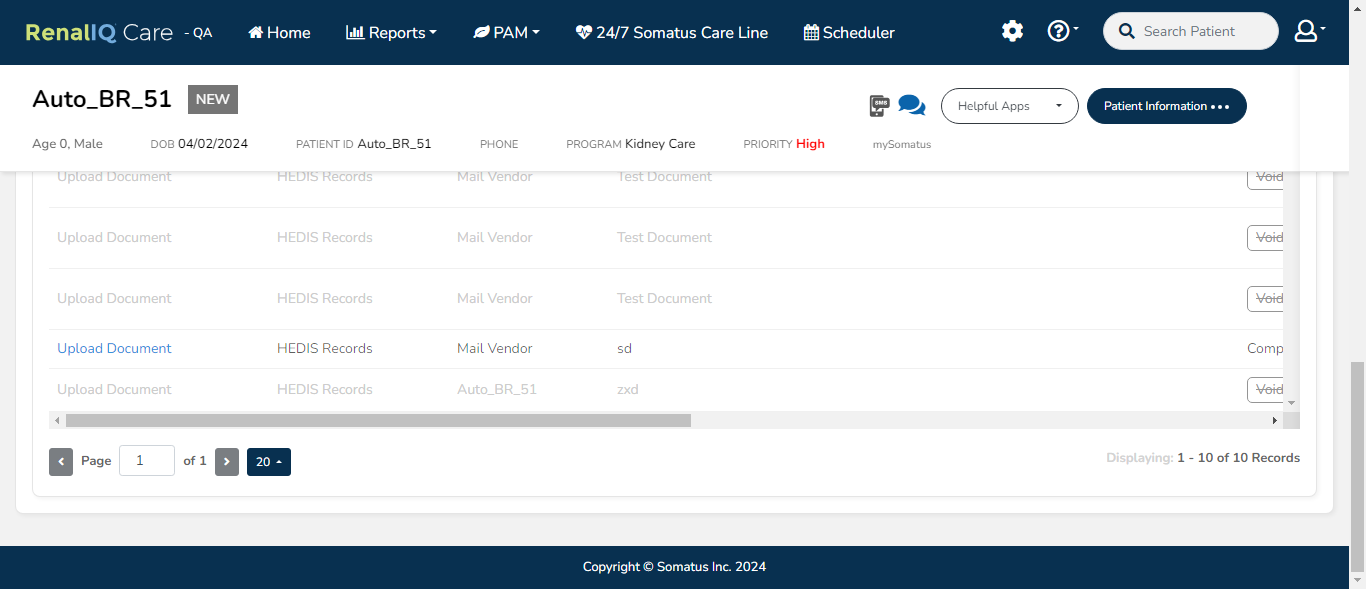 RenalIQ Care - QA Home Reports PAM 24/7 Somatus Care Line Scheduler Search Patient
Auto_BR_51 NEW SMS Helpful Apps Patient Information
Age 0, Male DOB 04/02/2024 PATIENT ID Auto_BR_51 PHONE PROGRAM Kidney Care PRIORITY High mySomatus
Upload Document HEDIS Records Mail Vendor Test Document Void
Upload Document HEDIS Records Mail Vendor Test Document Void
Upload Document HEDIS Records Mail Vendor Test Document Void
Upload Document HEDIS Records Mail Vendor sd Comp
Upload Document HEDIS Records Auto_BR_51 zxd Void
Page 1 of 1 20 Displaying: 1 - 10 of 10 Records
Copyright © Somatus Inc. 2024